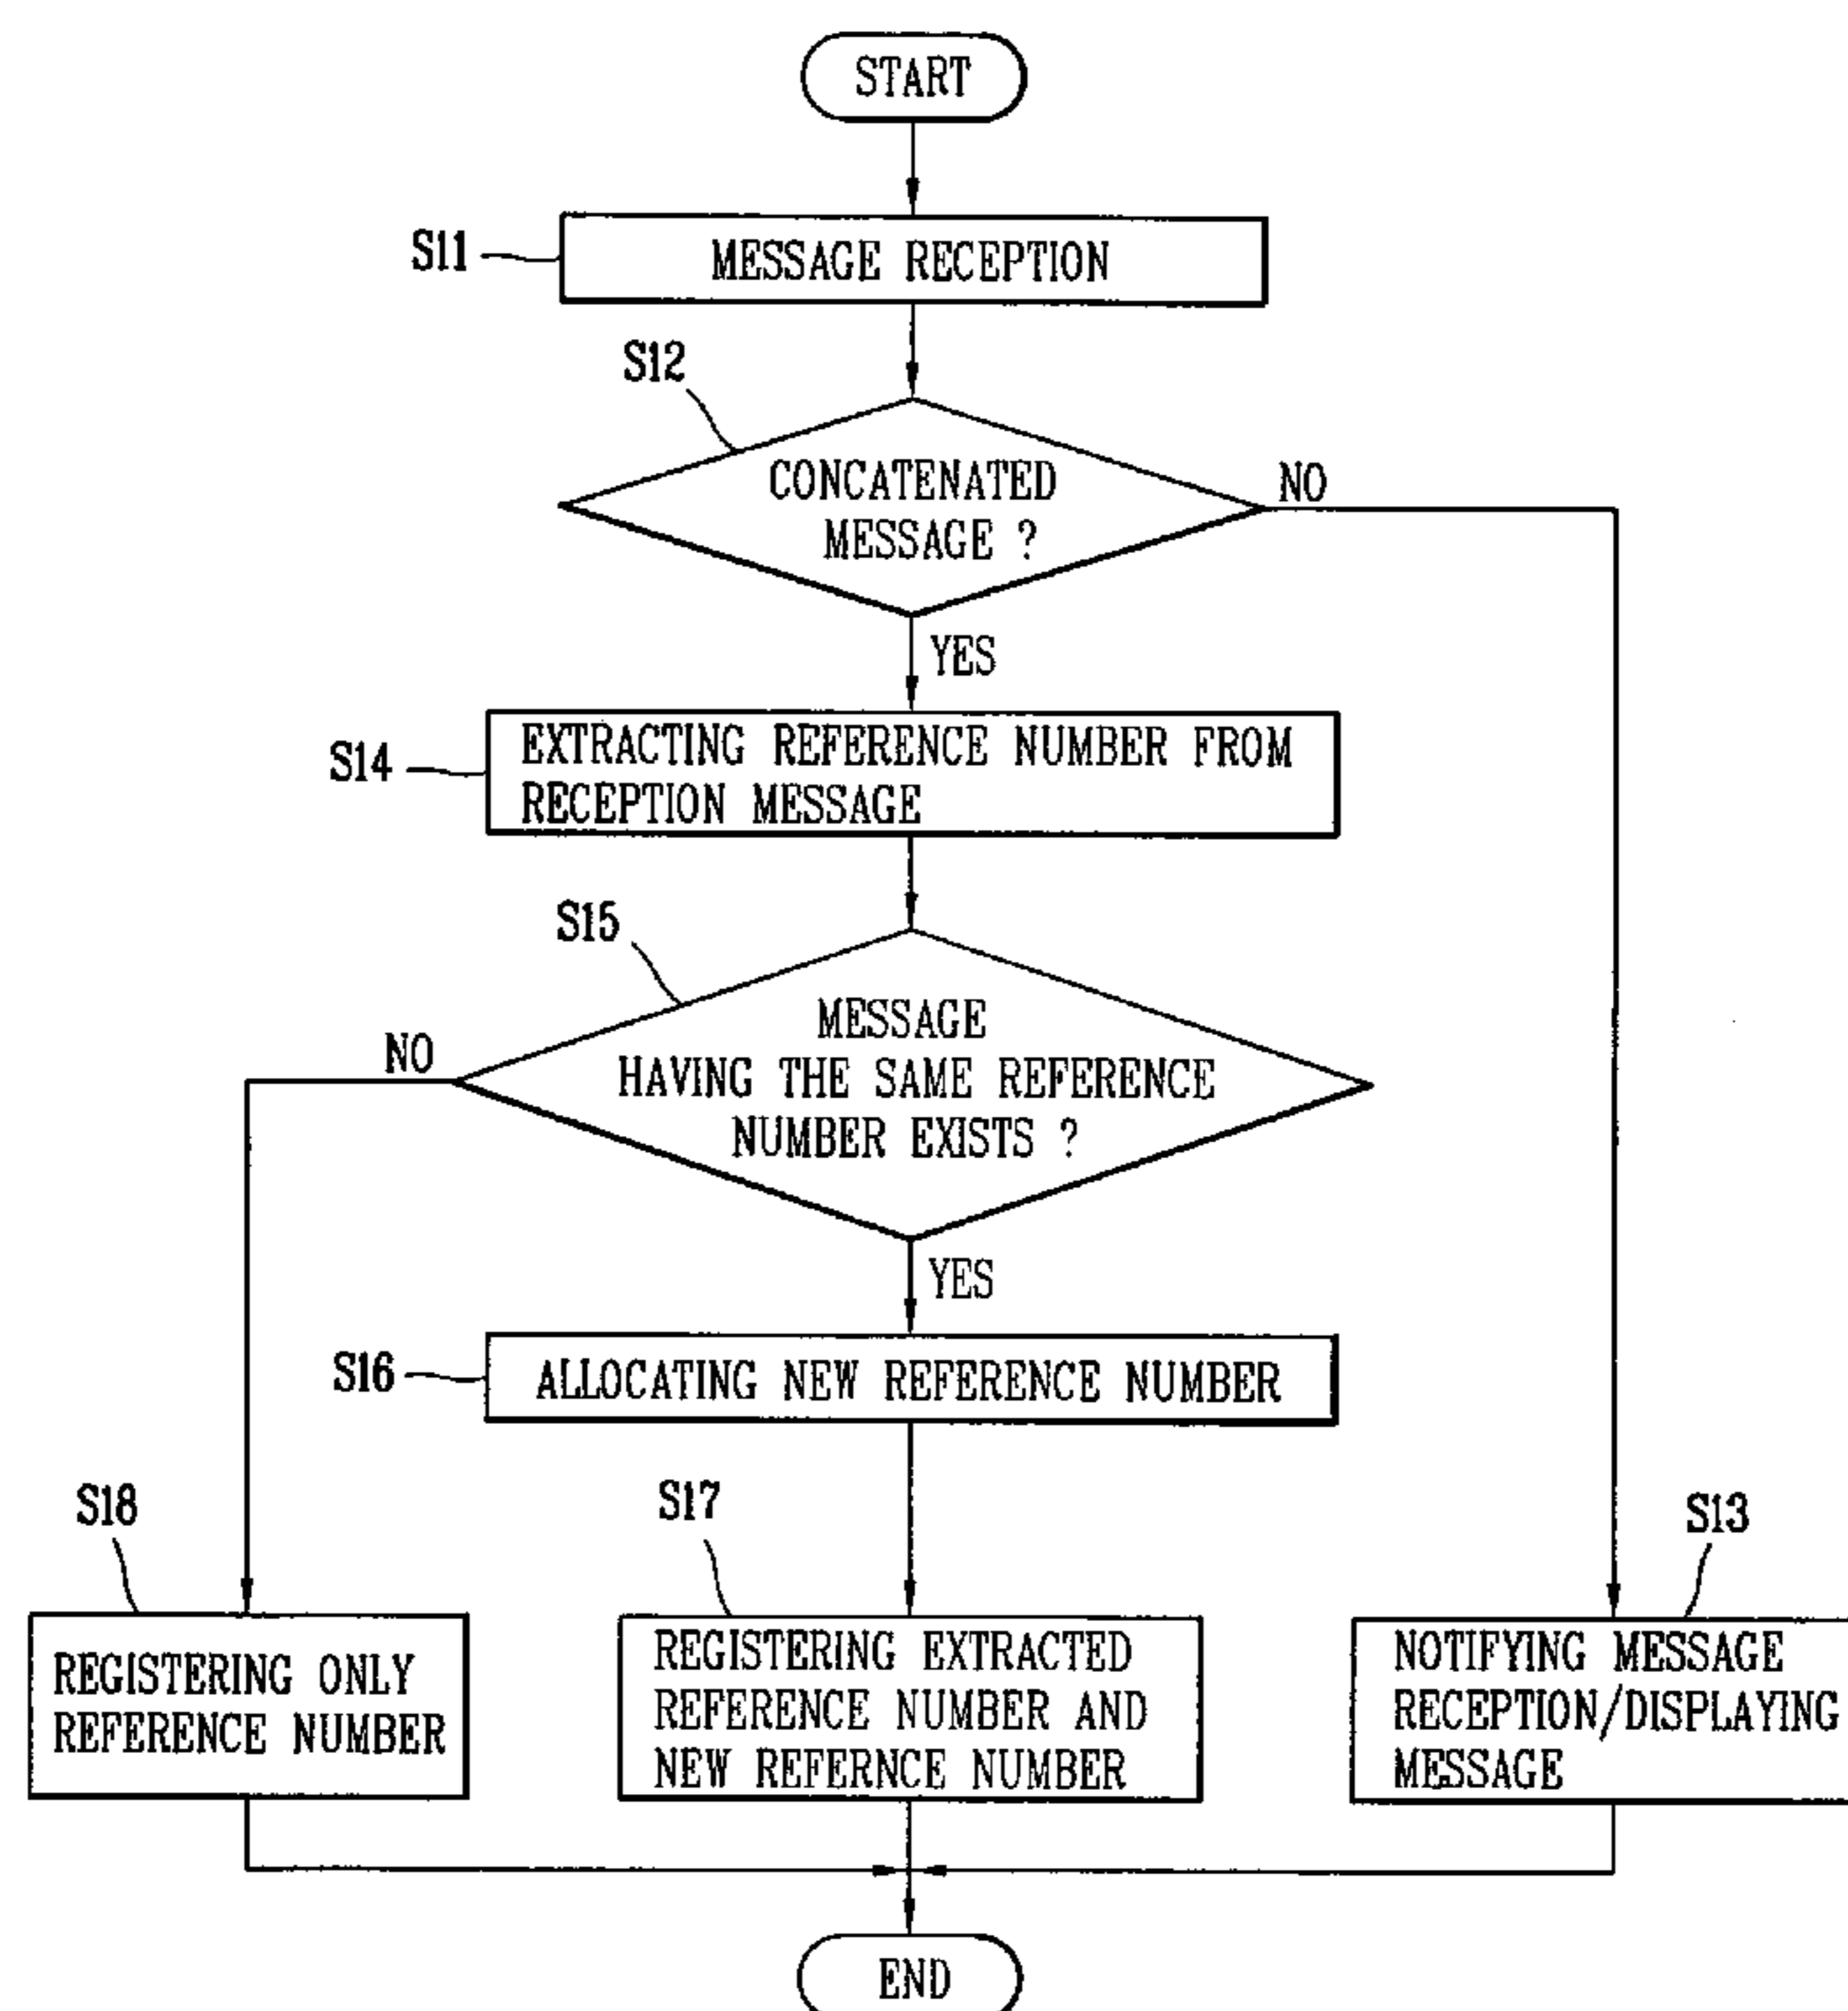 START
S11
MESSAGE RECEPTION
S12
CONCATENATED
MESSAGE ?
NO
YES
S14
EXTRACTING REFERENCE NUMBER FROM
RECEPTION MESSAGE
S15
MESSAGE
HAVING THE SAME REFERENCE
NUMBER EXISTS ?
NO
YES
S16
ALLOCATING NEW REFERENCE NUMBER
S18
REGISTERING ONLY
REFERENCE NUMBER
S17
REGISTERING EXTRACTED
REFERENCE NUMBER AND
NEW REFERNCE NUMBER
S13
NOTIFYING MESSAGE
RECEPTION/DISPLAYING
MESSAGE
END